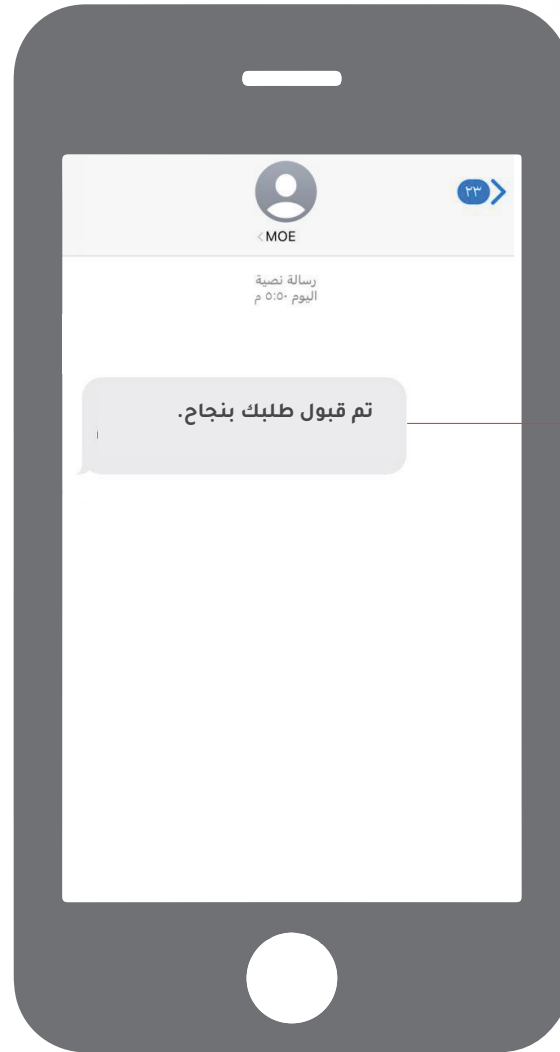 ٢٣
MOE
رسالة نصية
اليوم ٥:٥٠ م
تم قبول طلبك بنجاح.